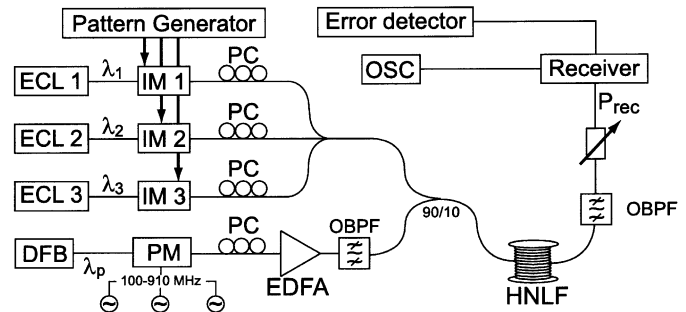 Pattern Generator
Error detector
PC
ECL 1
λ1
IM 1
OSC
Receiver
PC
Prec
ECL 2
λ2
IM 2
PC
ECL 3
λ3
IM 3
PC
OBPF
90/10
OBPF
DFB
λp
PM
100-910 MHz
EDFA
HNLF